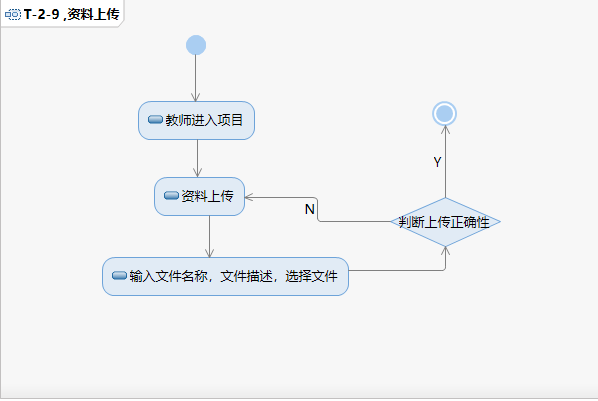 T-2-9 ,资料上传
教师进入项目
Y
资料上传
N
判断上传正确性
输入文件名称，文件描述，选择文件